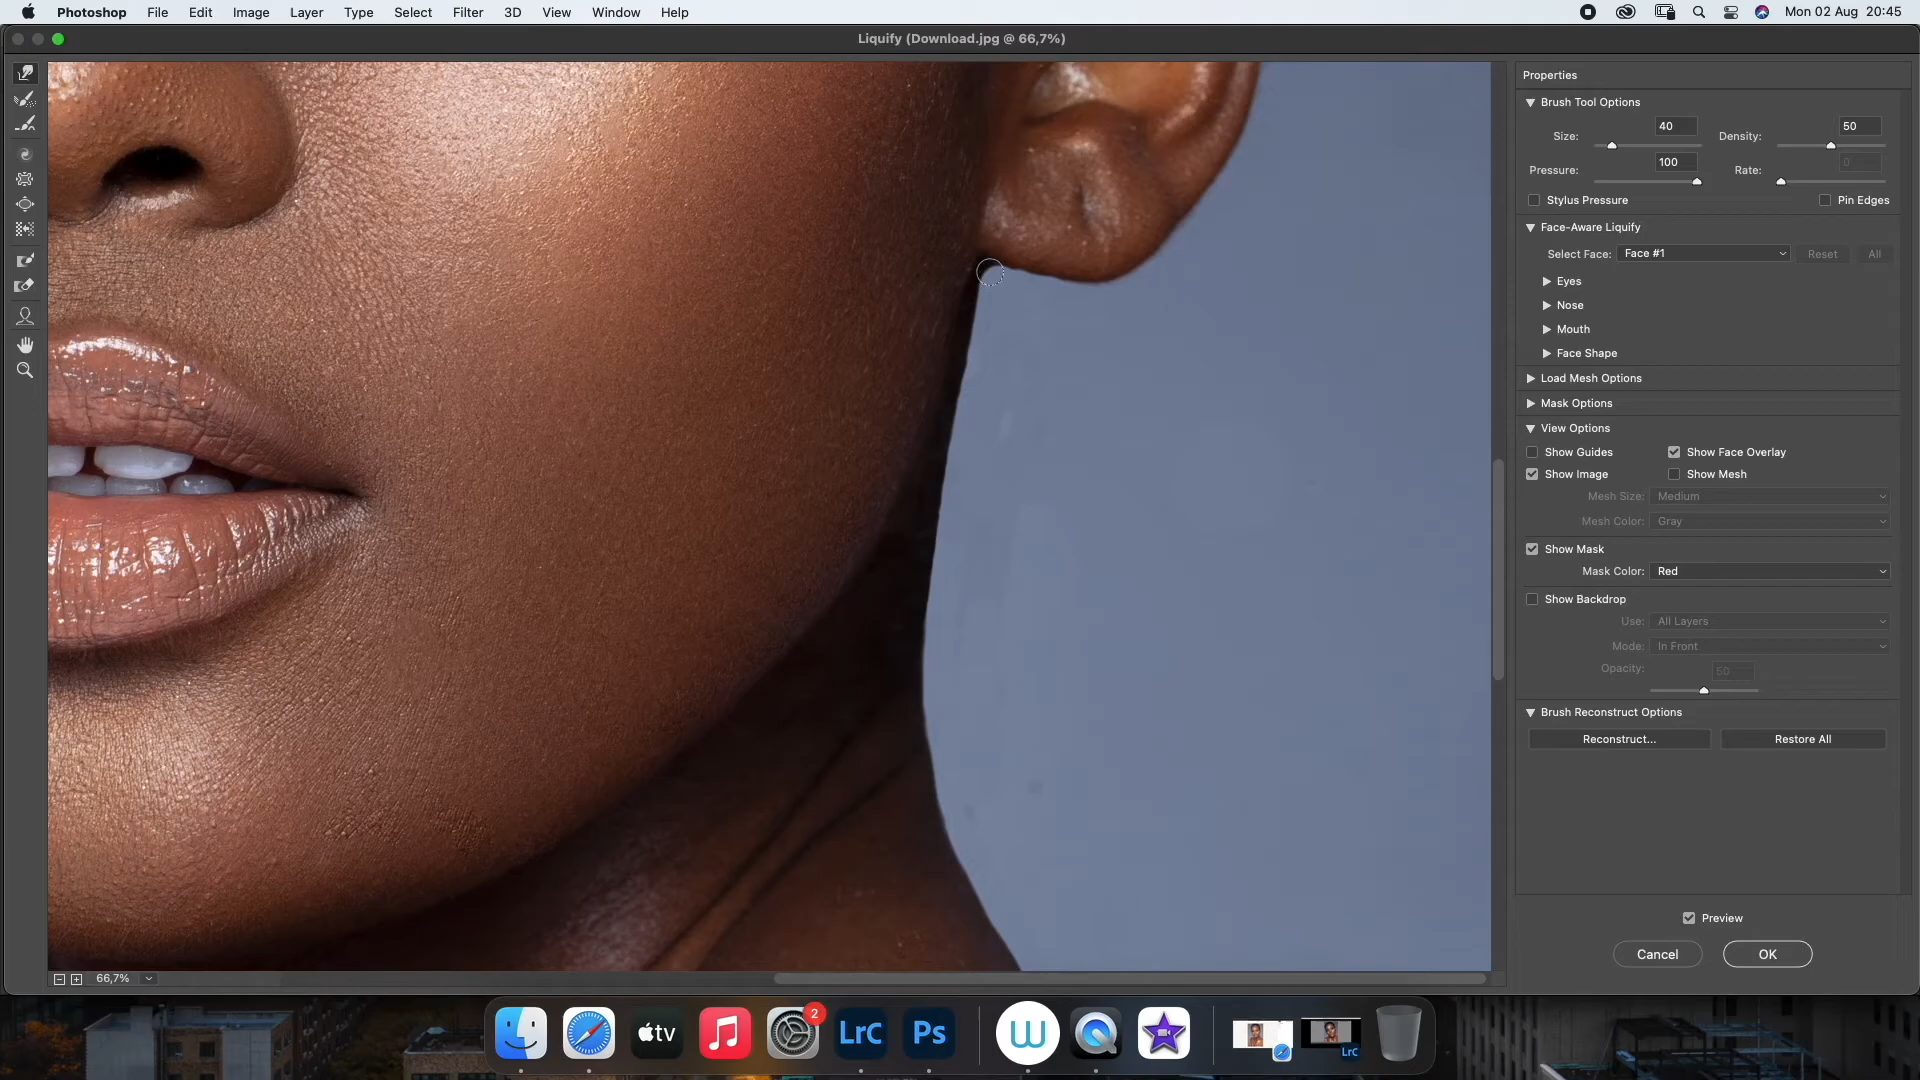 Photoshop File Edit Image Layer Type Select Filter 3D View Window Help Mon 02 Aug 20:45
Liquify (Download.jpg @ 66,7%)
Properties
Brush Tool Options
Size: 40 Density: 50
Pressure: 100 Rate: 0
Stylus Pressure Pin Edges
Face-Aware Liquify
Select Face: Face #1 Reset All
Eyes
Nose
Mouth
Face Shape
Load Mesh Options
Mask Options
View Options
Show Guides Show Face Overlay
Show Image Show Mesh
Mesh Size: Medium
Mesh Color: Gray
Show Mask
Mask Color: Red
Show Backdrop
Use: All Layers
Mode: In Front
Opacity: 50
Brush Reconstruct Options
Reconstruct... Restore All
Preview
Cancel OK
66,7%
tv 2 LrC Ps W LrC